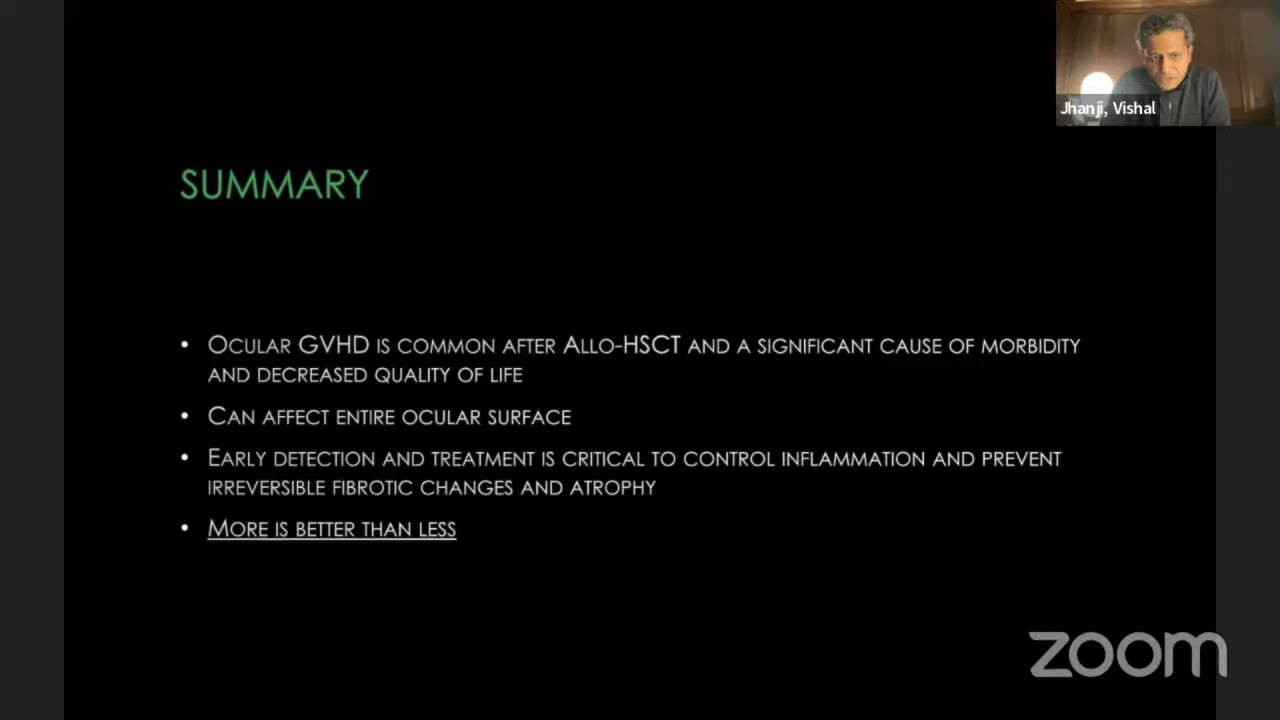 Jhanji, Vishal
SUMMARY
• OCULAR GVHD IS COMMON AFTER ALLO-HSCT AND A SIGNIFICANT CAUSE OF MORBIDITY
AND DECREASED QUALITY OF LIFE
• CAN AFFECT ENTIRE OCULAR SURFACE
• EARLY DETECTION AND TREATMENT IS CRITICAL TO CONTROL INFLAMMATION AND PREVENT
IRREVERSIBLE FIBROTIC CHANGES AND ATROPHY
• MORE IS BETTER THAN LESS
zoom